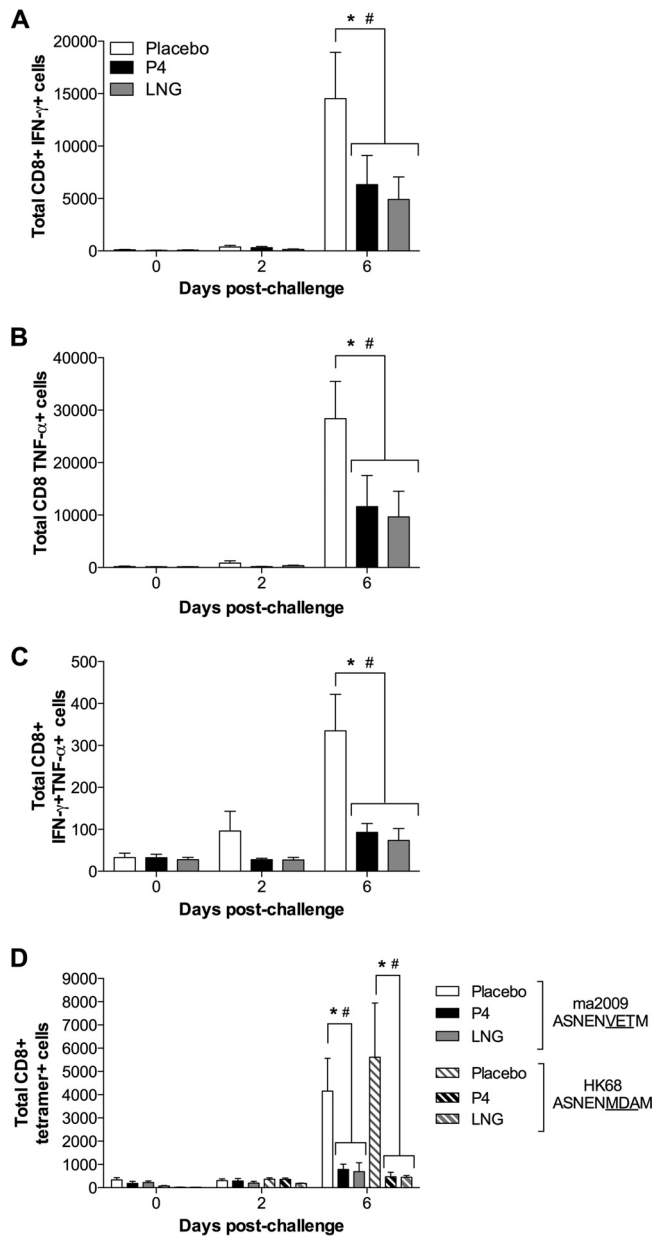 A
Total CD8+ IFN-γ+ cells
20000
15000
10000
5000
0
Placebo
P4
LNG
* #
0 2 6
Days post-challenge
B
Total CD8 TNF-α+ cells
40000
30000
20000
10000
0
* #
0 2 6
Days post-challenge
C
Total CD8+
IFN-γ+TNF-α+ cells
500
400
300
200
100
0
* #
0 2 6
Days post-challenge
D
Total CD8+
tetramer+ cells
9000
8000
7000
6000
5000
4000
3000
2000
1000
0
* #
* #
0 2 6
Days post-challenge
Placebo
P4
LNG
ma2009
ASNENVETM
Placebo
P4
LNG
HK68
ASNENMDAM